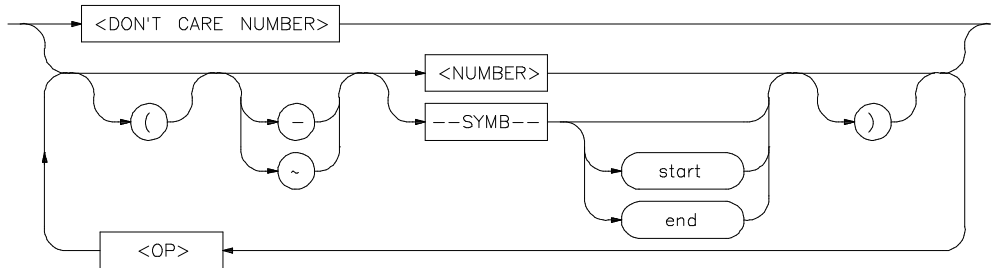 <DON'T CARE NUMBER>
<NUMBER>
( - --SYMB-- )
~ start
end
<OP>